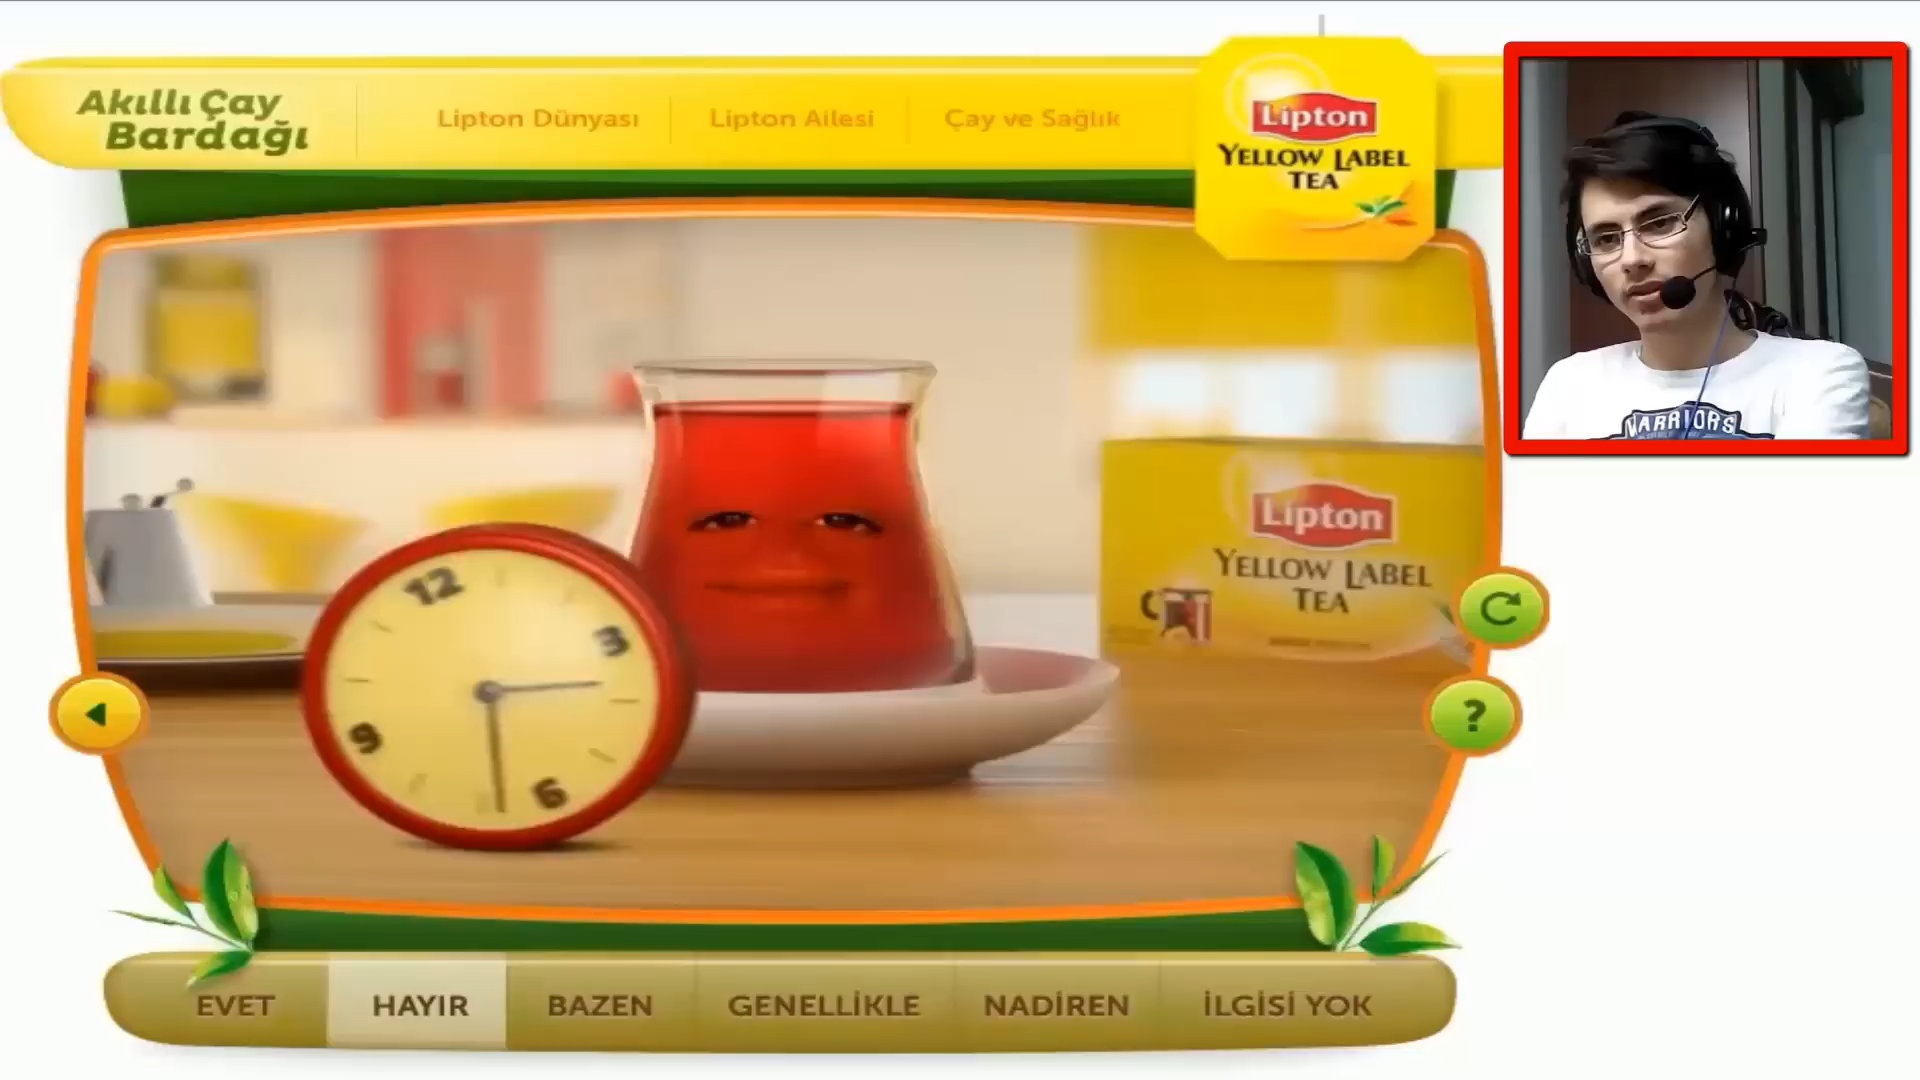 Akıllı Çay
Bardağı
Lipton Dünyası
Lipton Ailesi
Çay ve Sağlık
Lipton
YELLOW LABEL
TEA
WARRIORS
12
3
6
9
Lipton
YELLOW LABEL
TEA
?
EVET
HAYIR
BAZEN
GENELLİKLE
NADİREN
İLGİSİ YOK